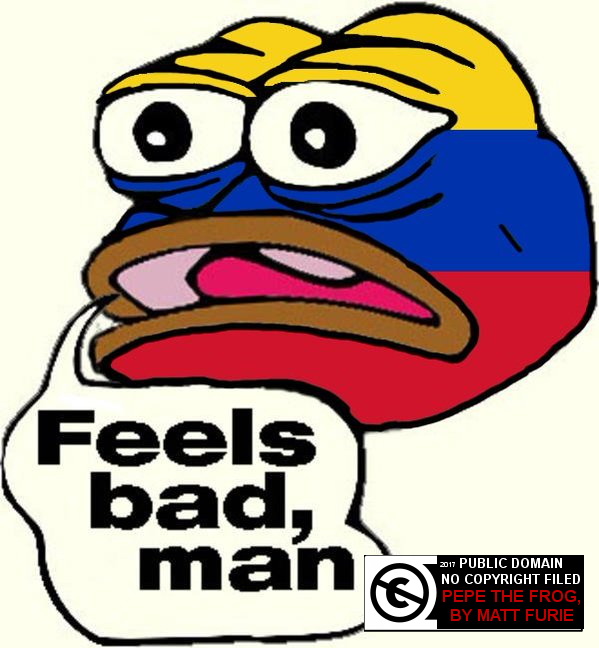 Feels
bad,
man
2017 PUBLIC DOMAIN
NO COPYRIGHT FILED
PEPE THE FROG,
BY MATT FURIE